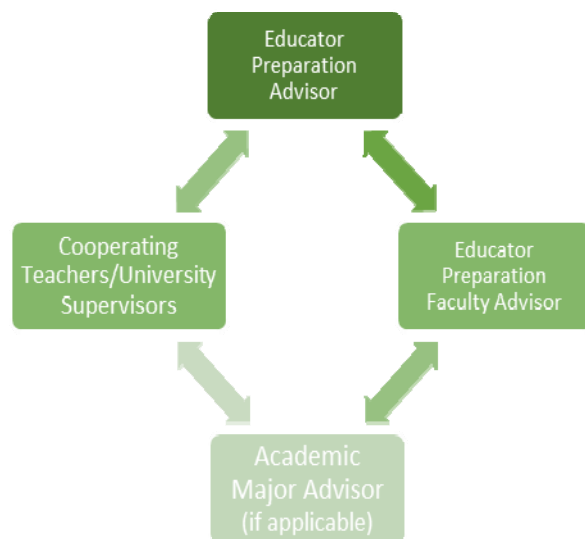 Educator
Preparation
Advisor
Cooperating
Teachers/University
Supervisors
Educator
Preparation
Faculty Advisor
Academic
Major Advisor
(if applicable)